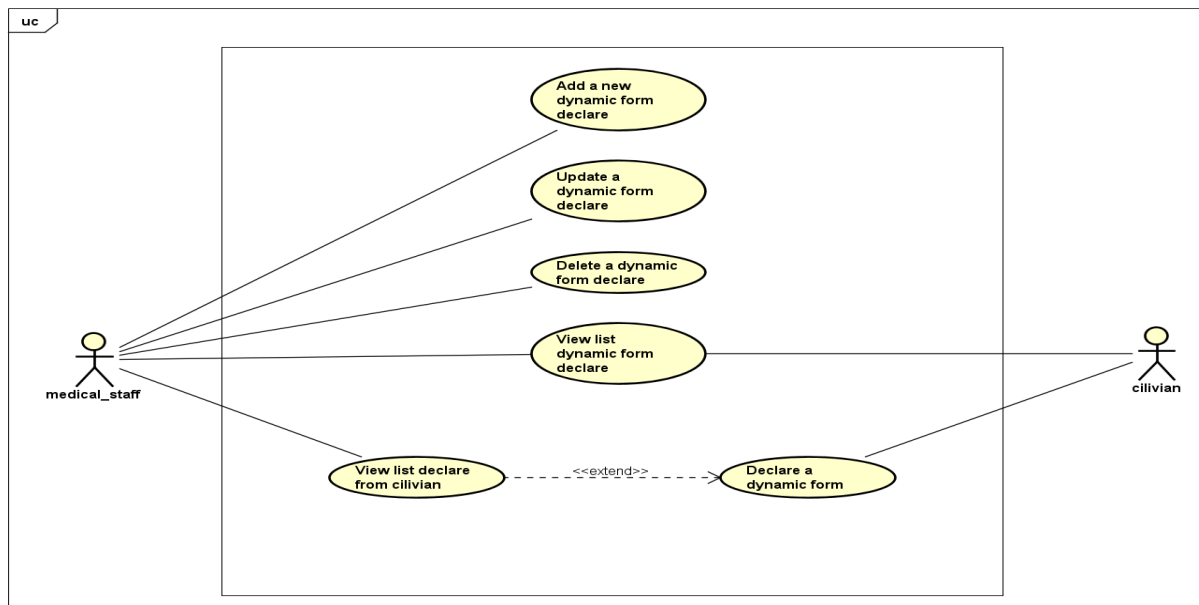 uc
Add a new
dynamic form
declare
Update a
dynamic form
declare
Delete a dynamic
form declare
View list
dynamic form
declare
medical_staff
cilivian
View list declare
from cilivian
<<extend>>
Declare a
dynamic form